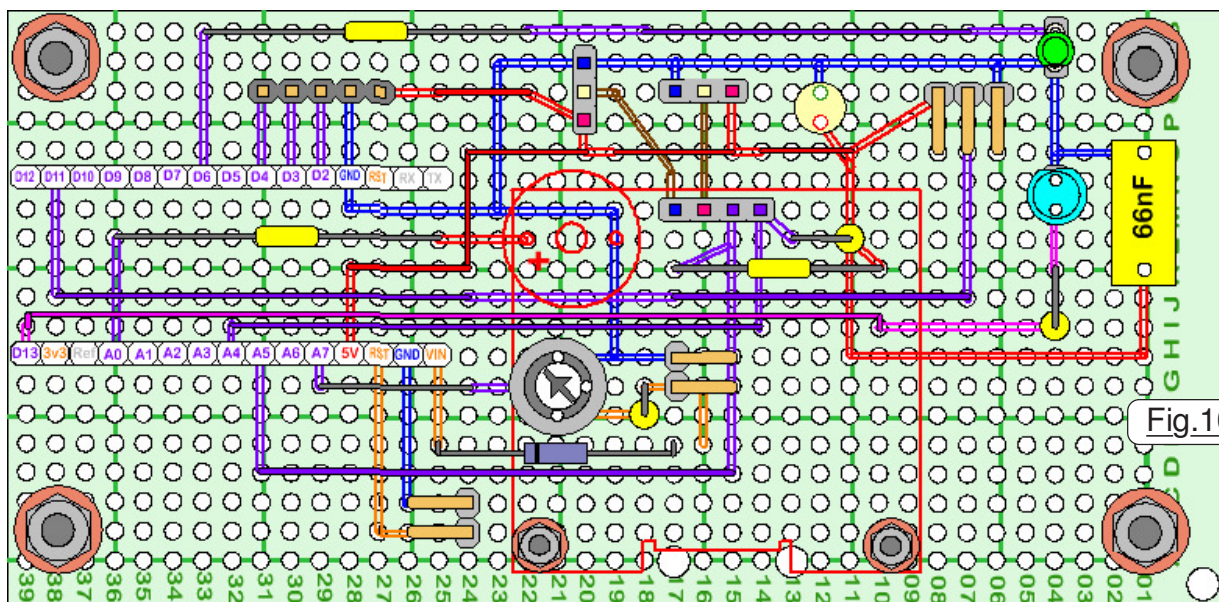 D12 D11 D10 D9 D8 D7 D6 D5 D4 D3 D2 GND RST RX TX
66nF
+
D13 3v3 Ref A0 A1 A2 A3 A4 A5 A6 A7 5V RST GND VIN
G H I J
Fig.10
C D
39 38 37 36 35 34 33 32 31 30 29 28 27 26 25 24 23 22 21 20 19 18 17 16 15 14 13 12 11 10 09 08 07 06 05 04 03 02 01